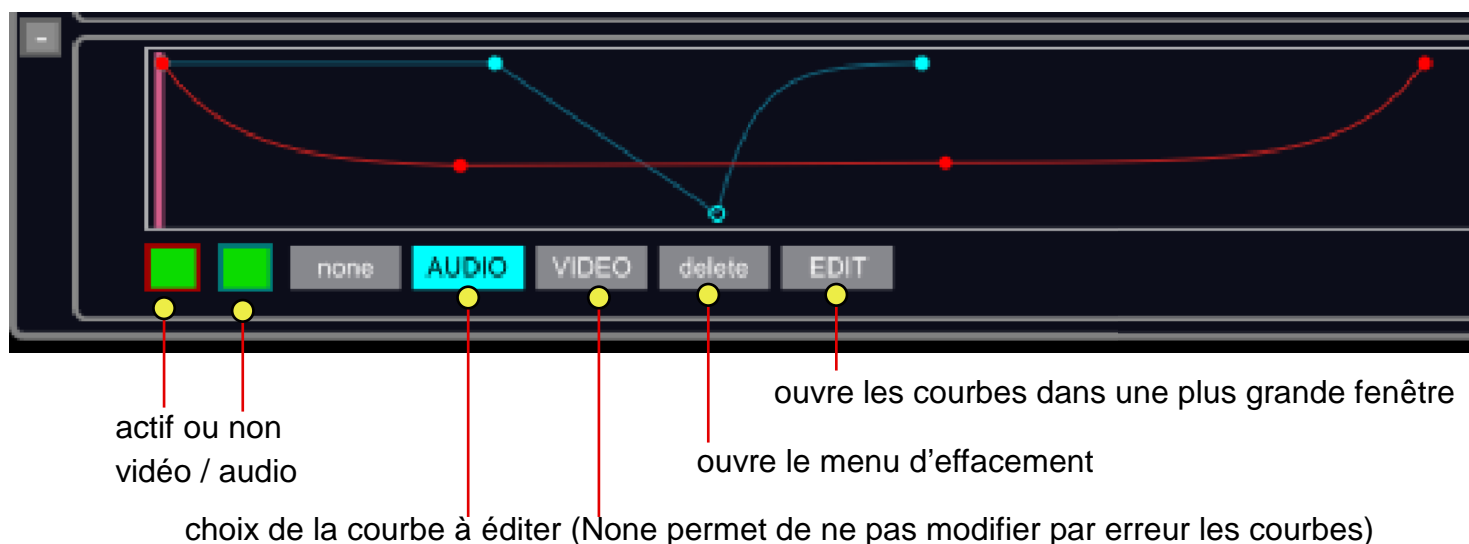 -
none AUDIO VIDEO delete EDIT
ouvre les courbes dans une plus grande fenêtre
actif ou non
vidéo / audio
ouvre le menu d’effacement
choix de la courbe à éditer (None permet de ne pas modifier par erreur les courbes)